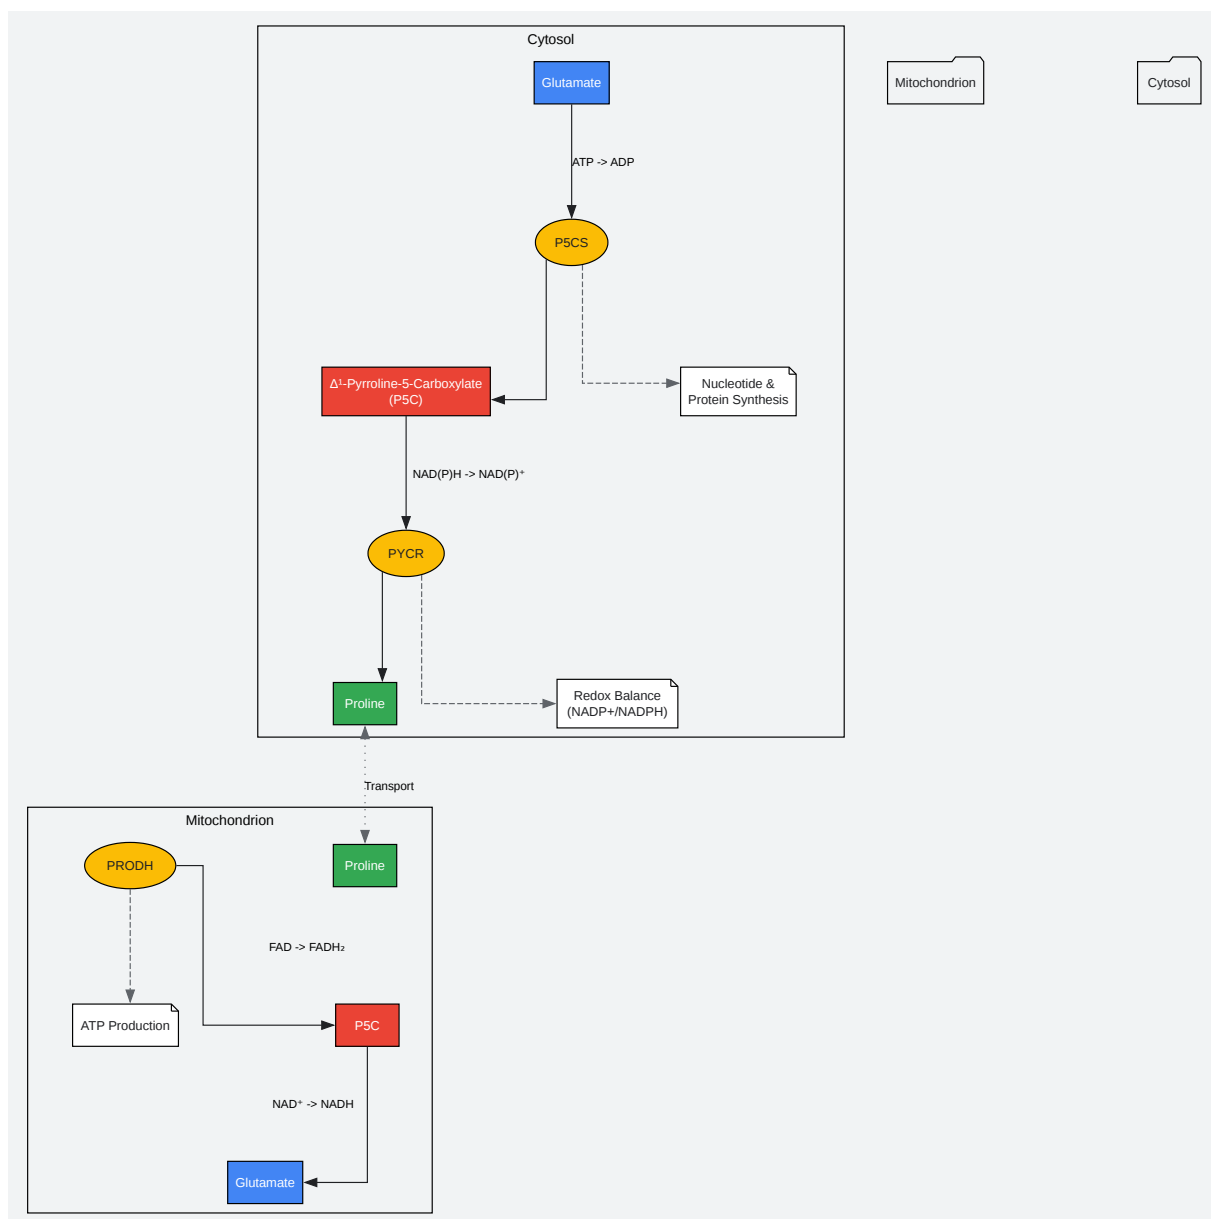 Cytosol
Glutamate
Mitochondrion
Cytosol
ATP -> ADP
P5CS
Δ¹-Pyrroline-5-Carboxylate
(P5C)
Nucleotide &
Protein Synthesis
NAD(P)H -> NAD(P)⁺
PYCR
Proline
Redox Balance
(NADP+/NADPH)
Transport
Mitochondrion
PRODH
Proline
FAD -> FADH₂
ATP Production
P5C
NAD⁺ -> NADH
Glutamate